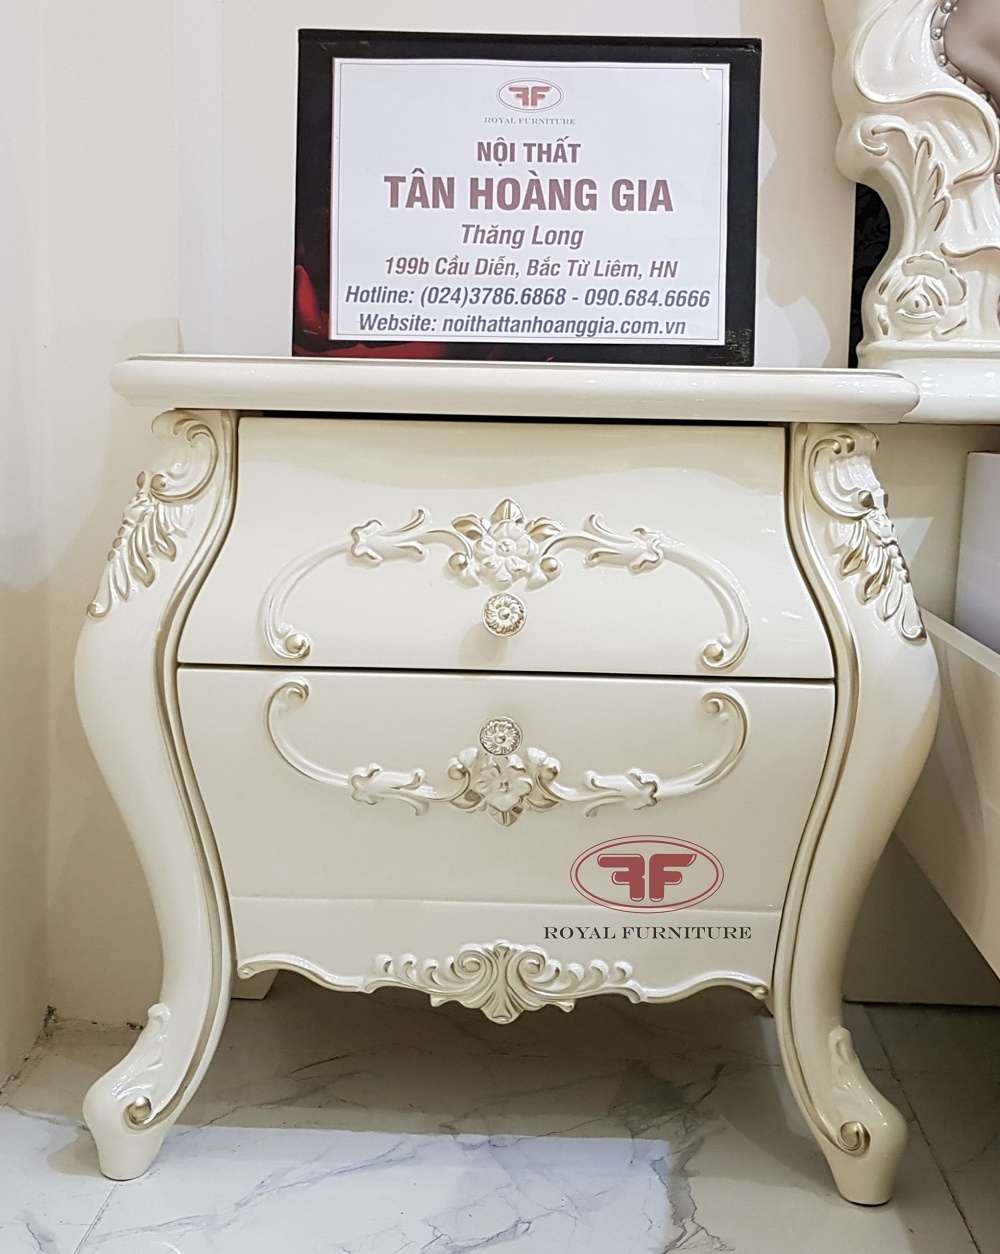 ROYAL FURNITURE
NỘI THẤT
TÂN HOÀNG GIA
Thăng Long
199b Cầu Diễn, Bắc Từ Liêm, HN
Hotline: (024)3786.6868 - 090.684.6666
Website: noithattanhoanggia.com.vn
ROYAL FURNITURE